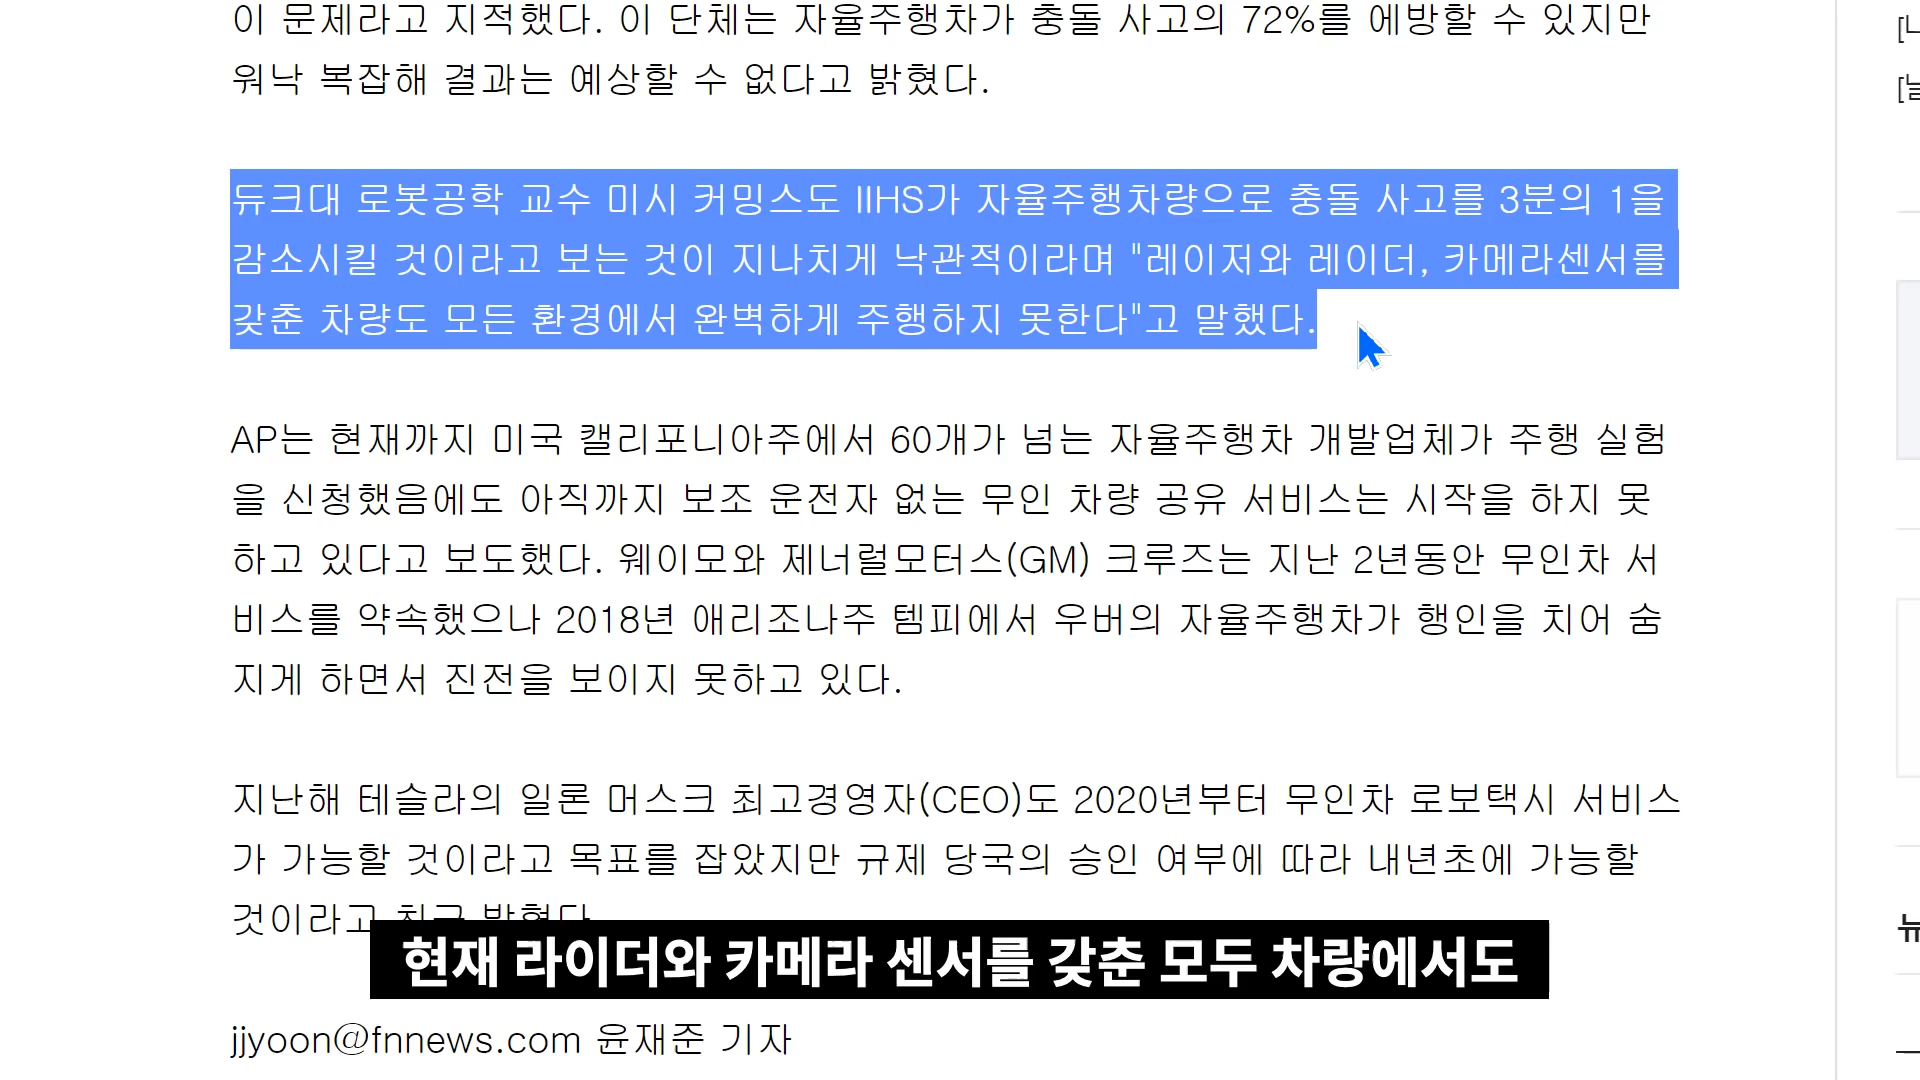 이 문제라고 지적했다. 이 단체는 자율주행차가 충돌 사고의 72%를 에방할 수 있지만
워낙 복잡해 결과는 예상할 수 없다고 밝혔다.
듀크대 로봇공학 교수 미시 커밍스도 IIHS가 자율주행차량으로 충돌 사고를 3분의 1을
감소시킬 것이라고 보는 것이 지나치게 낙관적이라며 "레이저와 레이더, 카메라센서를
갖춘 차량도 모든 환경에서 완벽하게 주행하지 못한다"고 말했다.
AP는 현재까지 미국 캘리포니아주에서 60개가 넘는 자율주행차 개발업체가 주행 실험
을 신청했음에도 아직까지 보조 운전자 없는 무인 차량 공유 서비스는 시작을 하지 못
하고 있다고 보도했다. 웨이모와 제너럴모터스(GM) 크루즈는 지난 2년동안 무인차 서
비스를 약속했으나 2018년 애리조나주 템피에서 우버의 자율주행차가 행인을 치어 숨
지게 하면서 진전을 보이지 못하고 있다.
지난해 테슬라의 일론 머스크 최고경영자(CEO)도 2020년부터 무인차 로보택시 서비스
가 가능할 것이라고 목표를 잡았지만 규제 당국의 승인 여부에 따라 내년초에 가능할
것이라고 최근 밝혔다.
현재 라이더와 카메라 센서를 갖춘 모두 차량에서도
jjyoon@fnnews.com 윤재준 기자